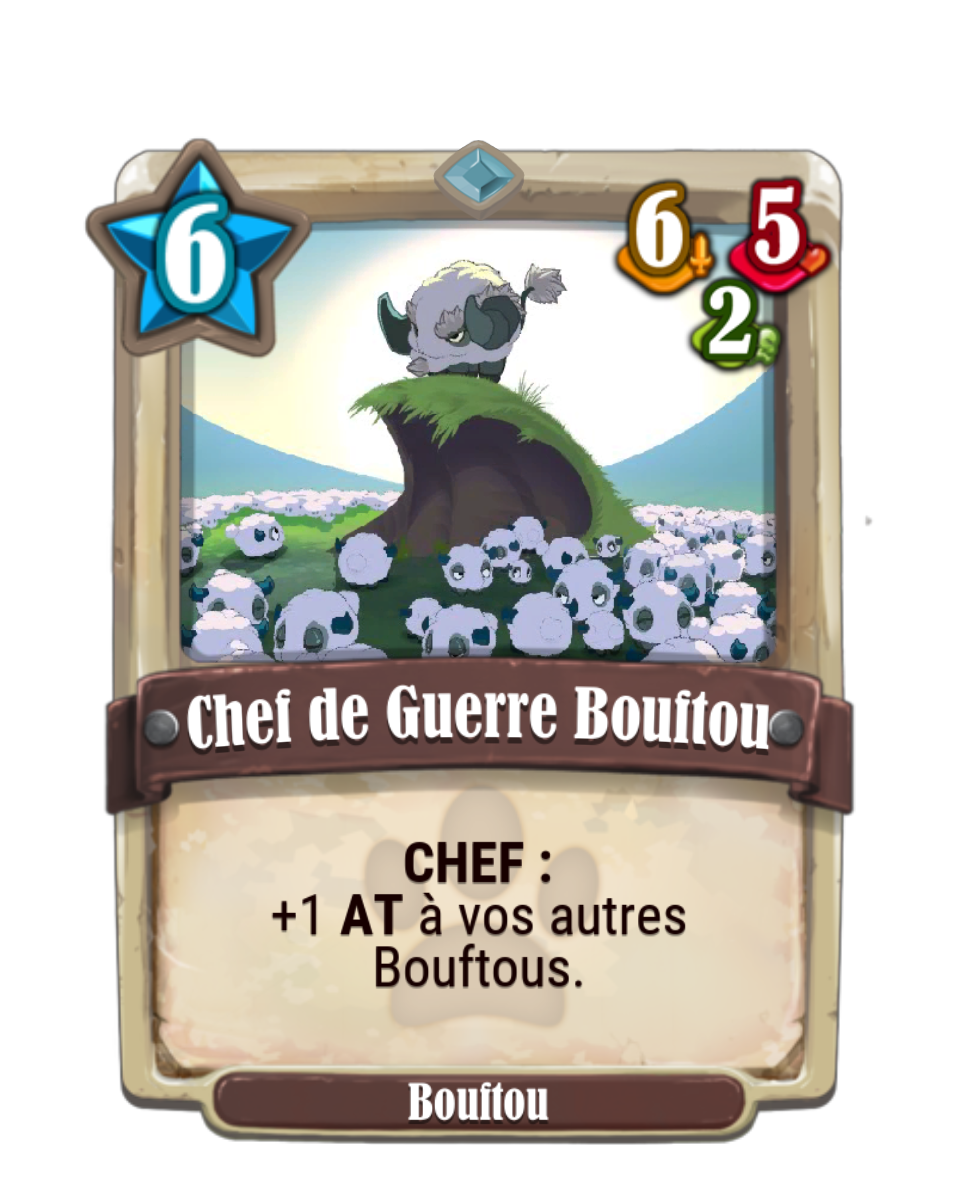 6
6
5
2
Chef de Guerre Bouftou
CHEF :
+1 AT à vos autres
Bouftous.
Bouftou